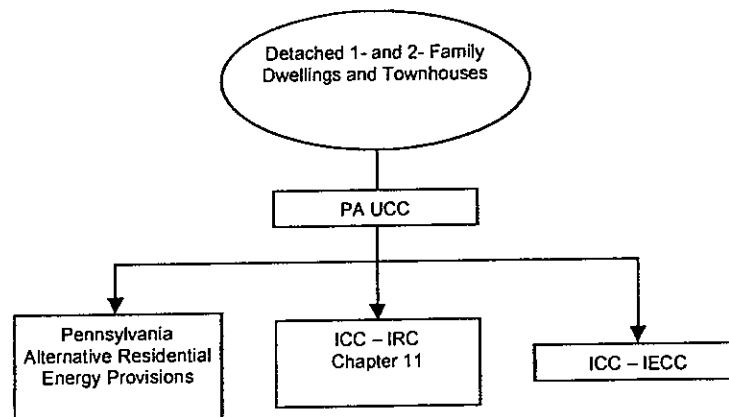 Detached 1- and 2- Family
Dwellings and Townhouses
PA UCC
Pennsylvania
Alternative Residential
Energy Provisions
ICC – IRC
Chapter 11
ICC – IECC